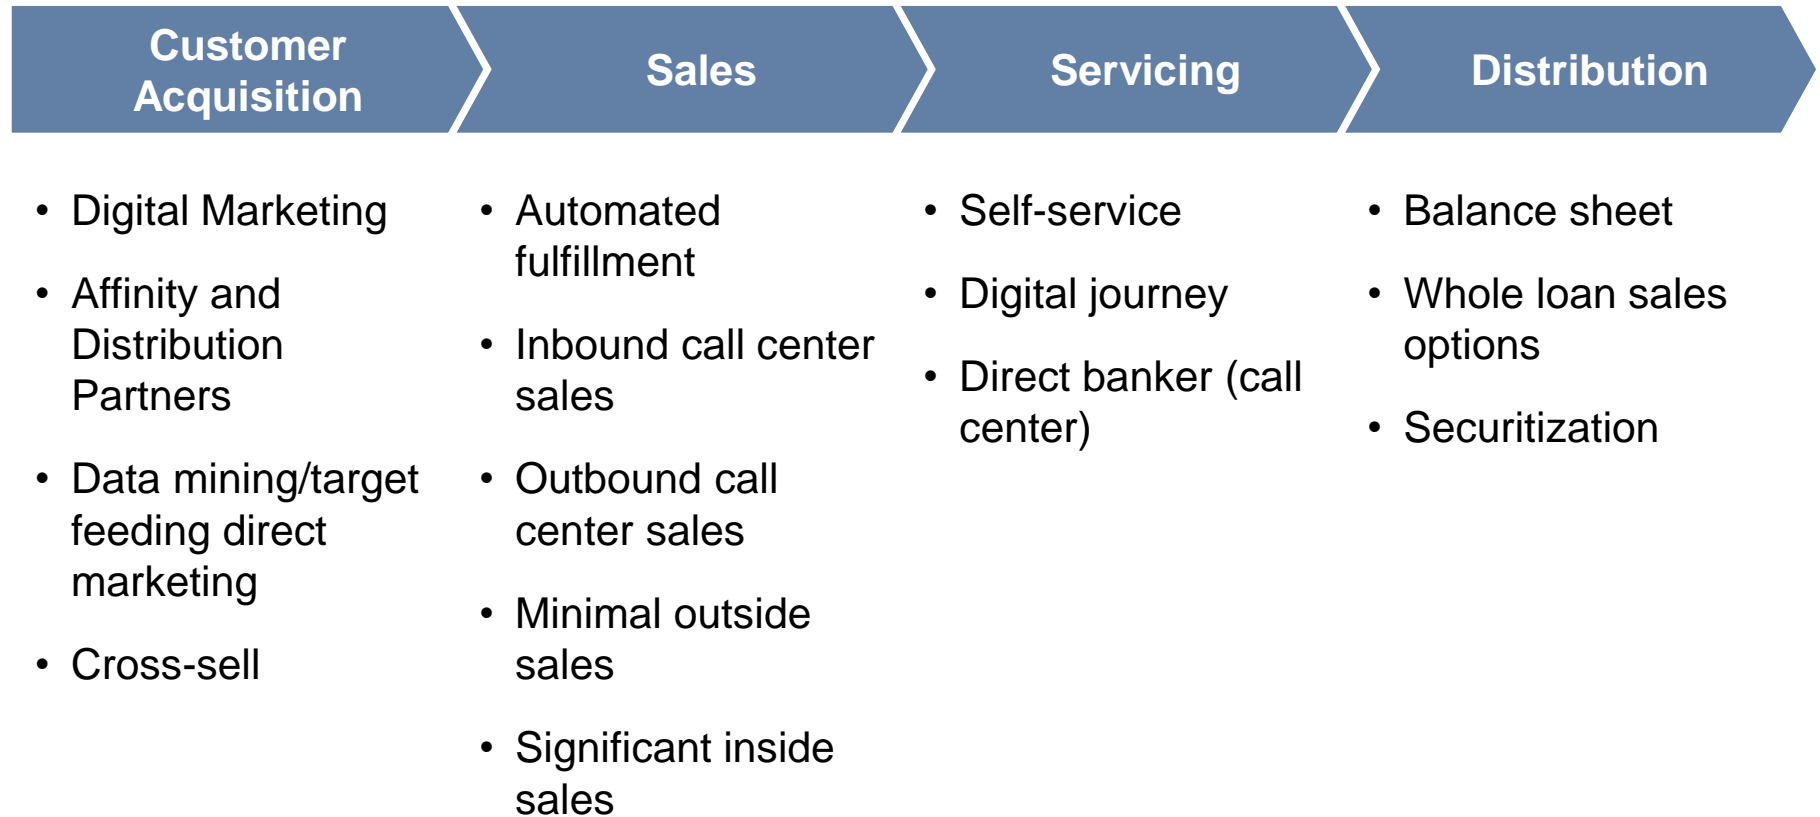 Customer
Acquisition
Sales
Servicing
Distribution
• Digital Marketing
• Affinity and
Distribution
Partners
• Data mining/target
feeding direct
marketing
• Cross-sell
• Automated
fulfillment
• Inbound call center
sales
• Outbound call
center sales
• Minimal outside
sales
• Significant inside
sales
• Self-service
• Digital journey
• Direct banker (call
center)
• Balance sheet
• Whole loan sales
options
• Securitization